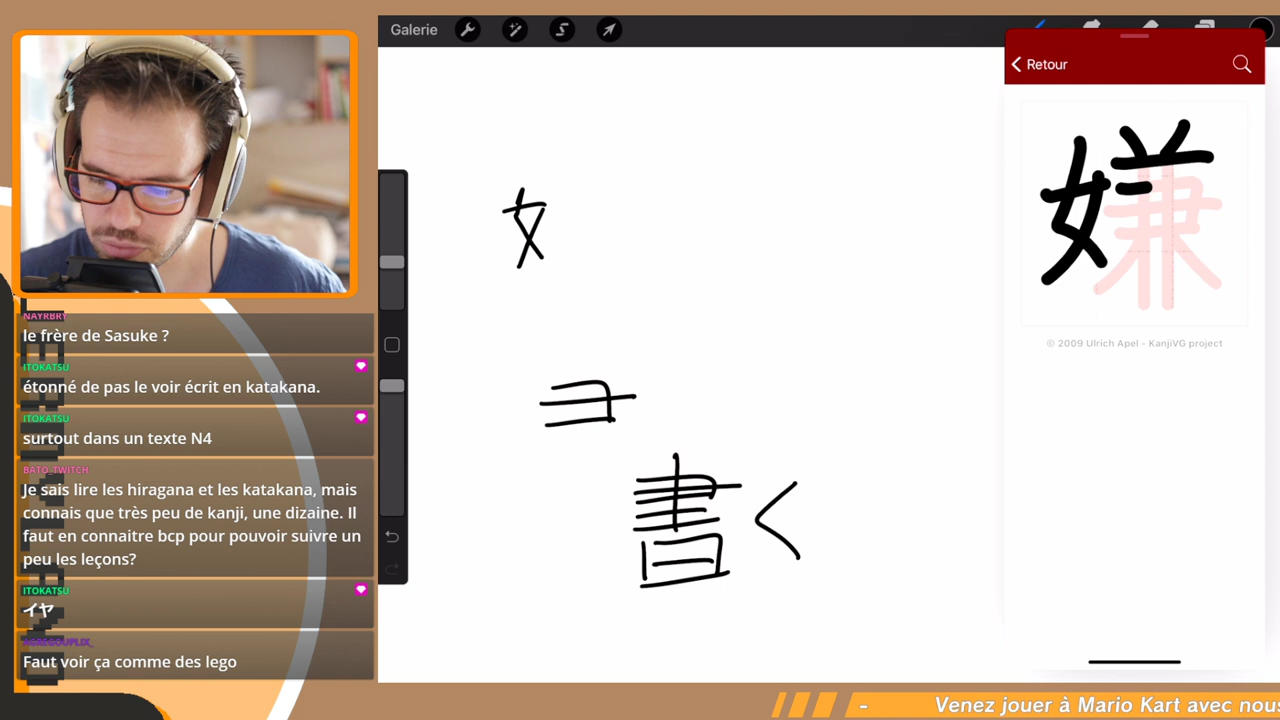 Galerie
Retour
嫌
© 2009 Ulrich Apel - KanjiVG project
女
ヨ
書く
NAYRBRY
le frère de Sasuke ?
ITOKATSU
étonné de pas le voir écrit en katakana.
ITOKATSU
surtout dans un texte N4
BATO_TWITCH
Je sais lire les hiragana et les katakana, mais
connais que très peu de kanji, une dizaine. Il
faut en connaitre bcp pour pouvoir suivre un
peu les leçons?
ITOKATSU
イヤ
Faut voir ça comme des lego
- Venez jouer à Mario Kart avec nous